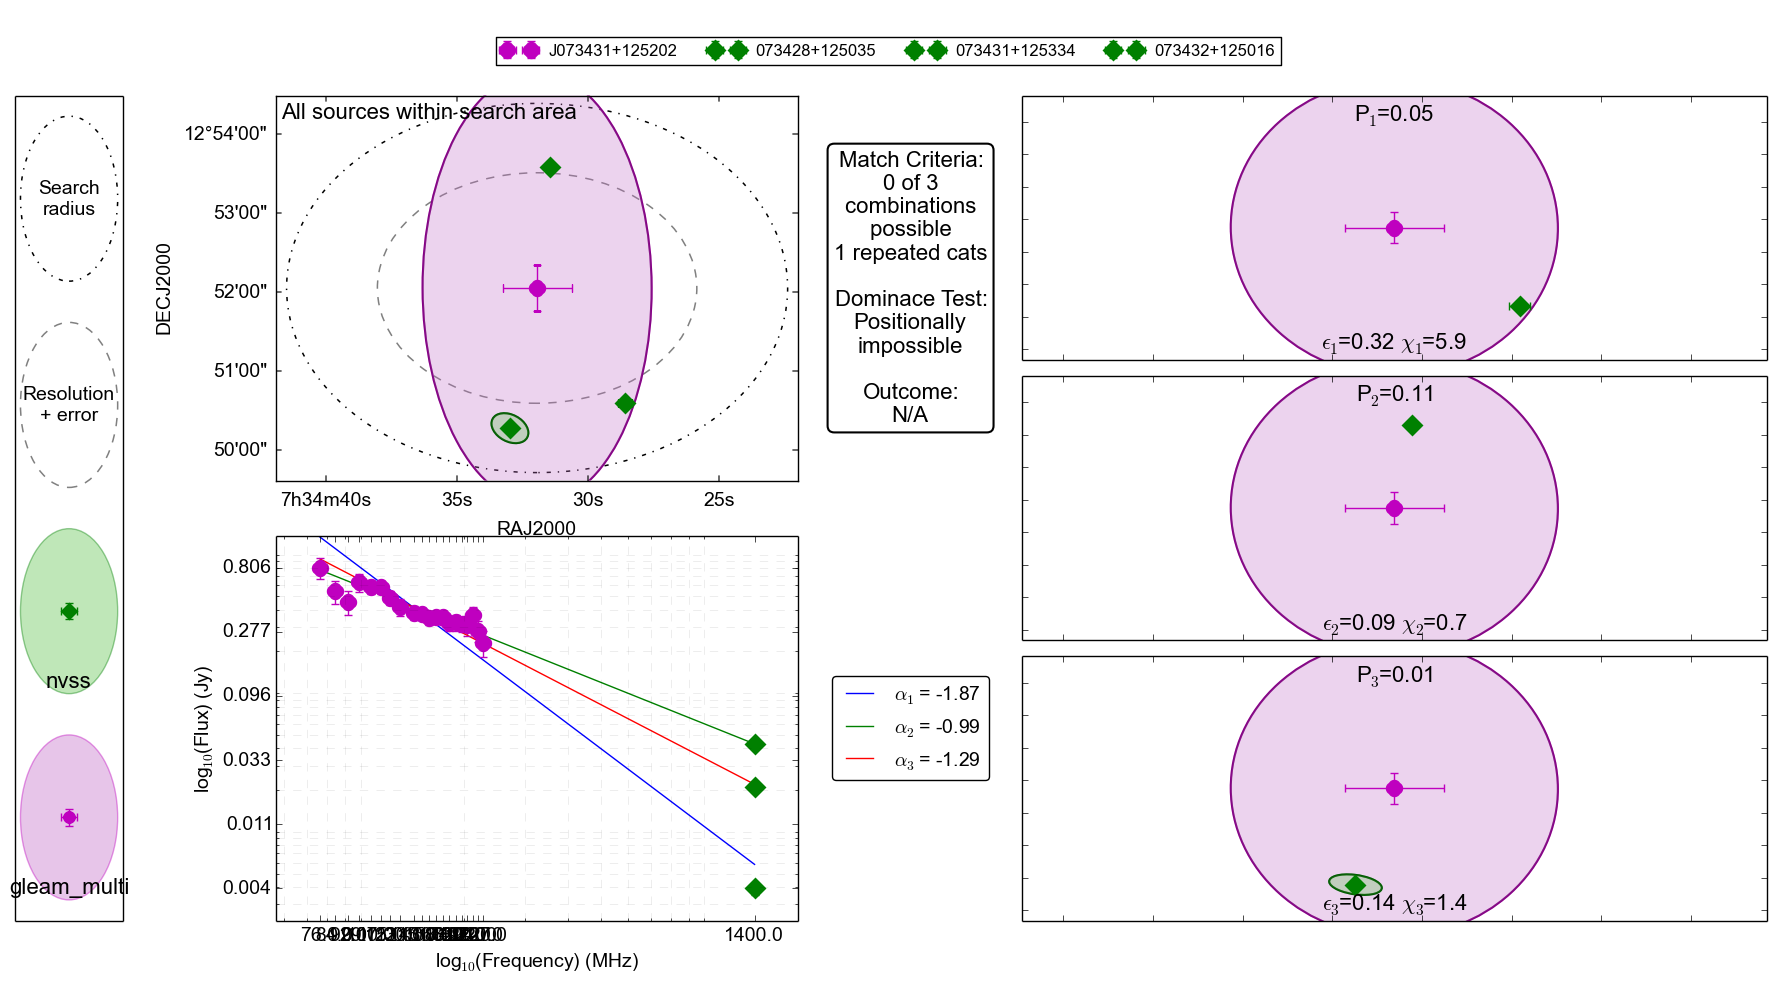 J073431+125202 073428+125035 073431+125334 073432+125016
Search
radius
Resolution
+ error
nvss
gleam_multi
All sources within search area
DECJ2000
12°54'00"
53'00"
52'00"
51'00"
50'00"
7h34m40s 35s 30s 25s
RAJ2000
log10(Flux) (Jy)
0.806
0.277
0.096
0.033
0.011
0.004
1400.0
log10(Frequency) (MHz)
Match Criteria:
0 of 3
combinations
possible
1 repeated cats
Dominace Test:
Positionally
impossible
Outcome:
N/A
α1 = -1.87
α2 = -0.99
α3 = -1.29
P1=0.05
ϵ1=0.32 χ1=5.9
P2=0.11
ϵ2=0.09 χ2=0.7
P3=0.01
ϵ3=0.14 χ3=1.4